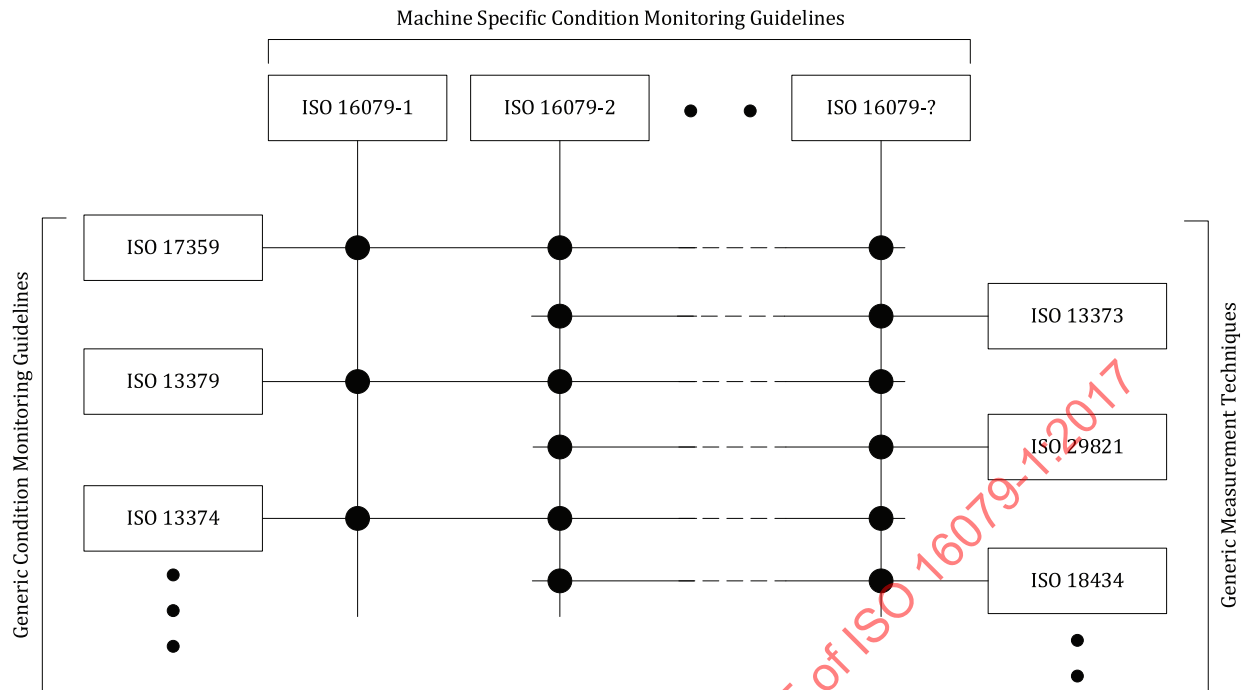 Machine Specific Condition Monitoring Guidelines
ISO 16079-1
ISO 16079-2
ISO 16079-?
Generic Condition Monitoring Guidelines
ISO 17359
ISO 13379
ISO 13374
ISO 13373
ISO 29821
ISO 18434
Generic Measurement Techniques
of ISO 16079-1:2017